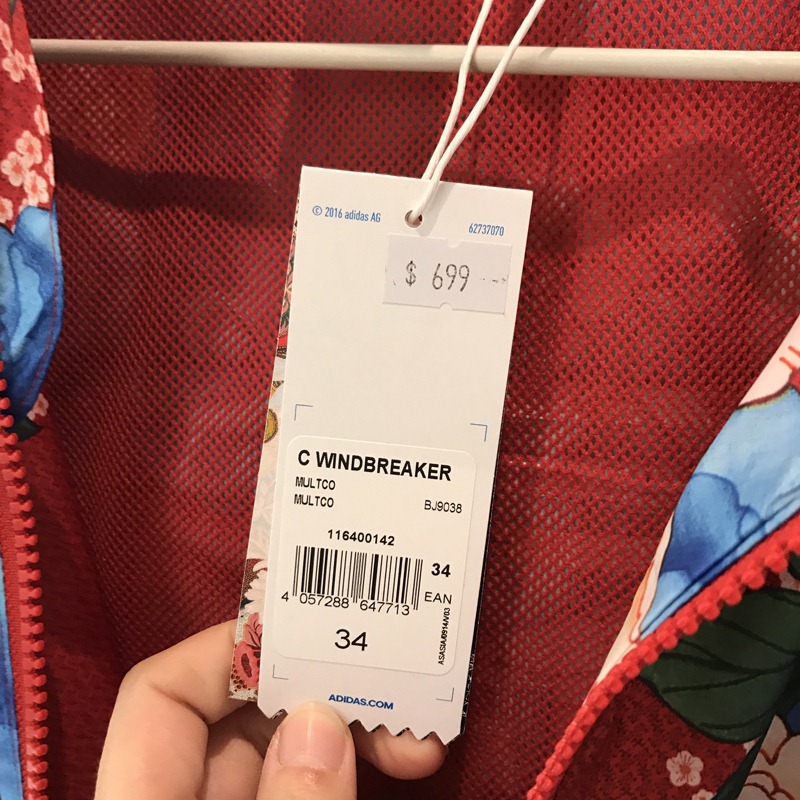 © 2016 adidas AG
62737070
$ 699
C WINDBREAKER
MULTCO
MULTCO BJ9038
116400142
34
4 057288 647713 EAN
34
ADIDAS.COM